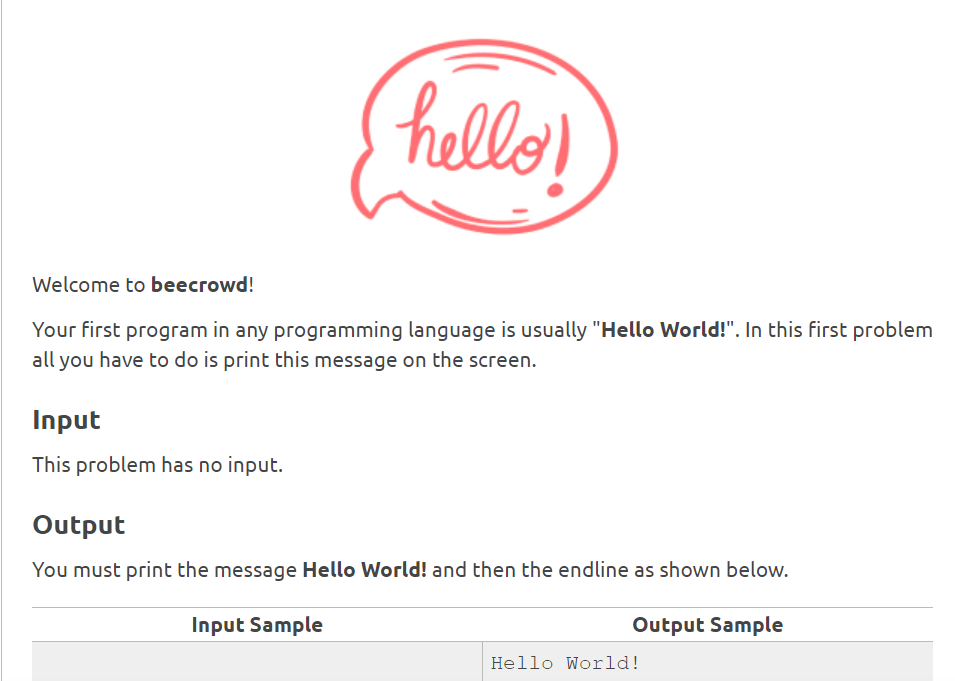 hello!
Welcome to beecrowd!
Your first program in any programming language is usually "Hello World!". In this first problem
all you have to do is print this message on the screen.
Input
This problem has no input.
Output
You must print the message Hello World! and then the endline as shown below.
Input Sample Output Sample
Hello World!